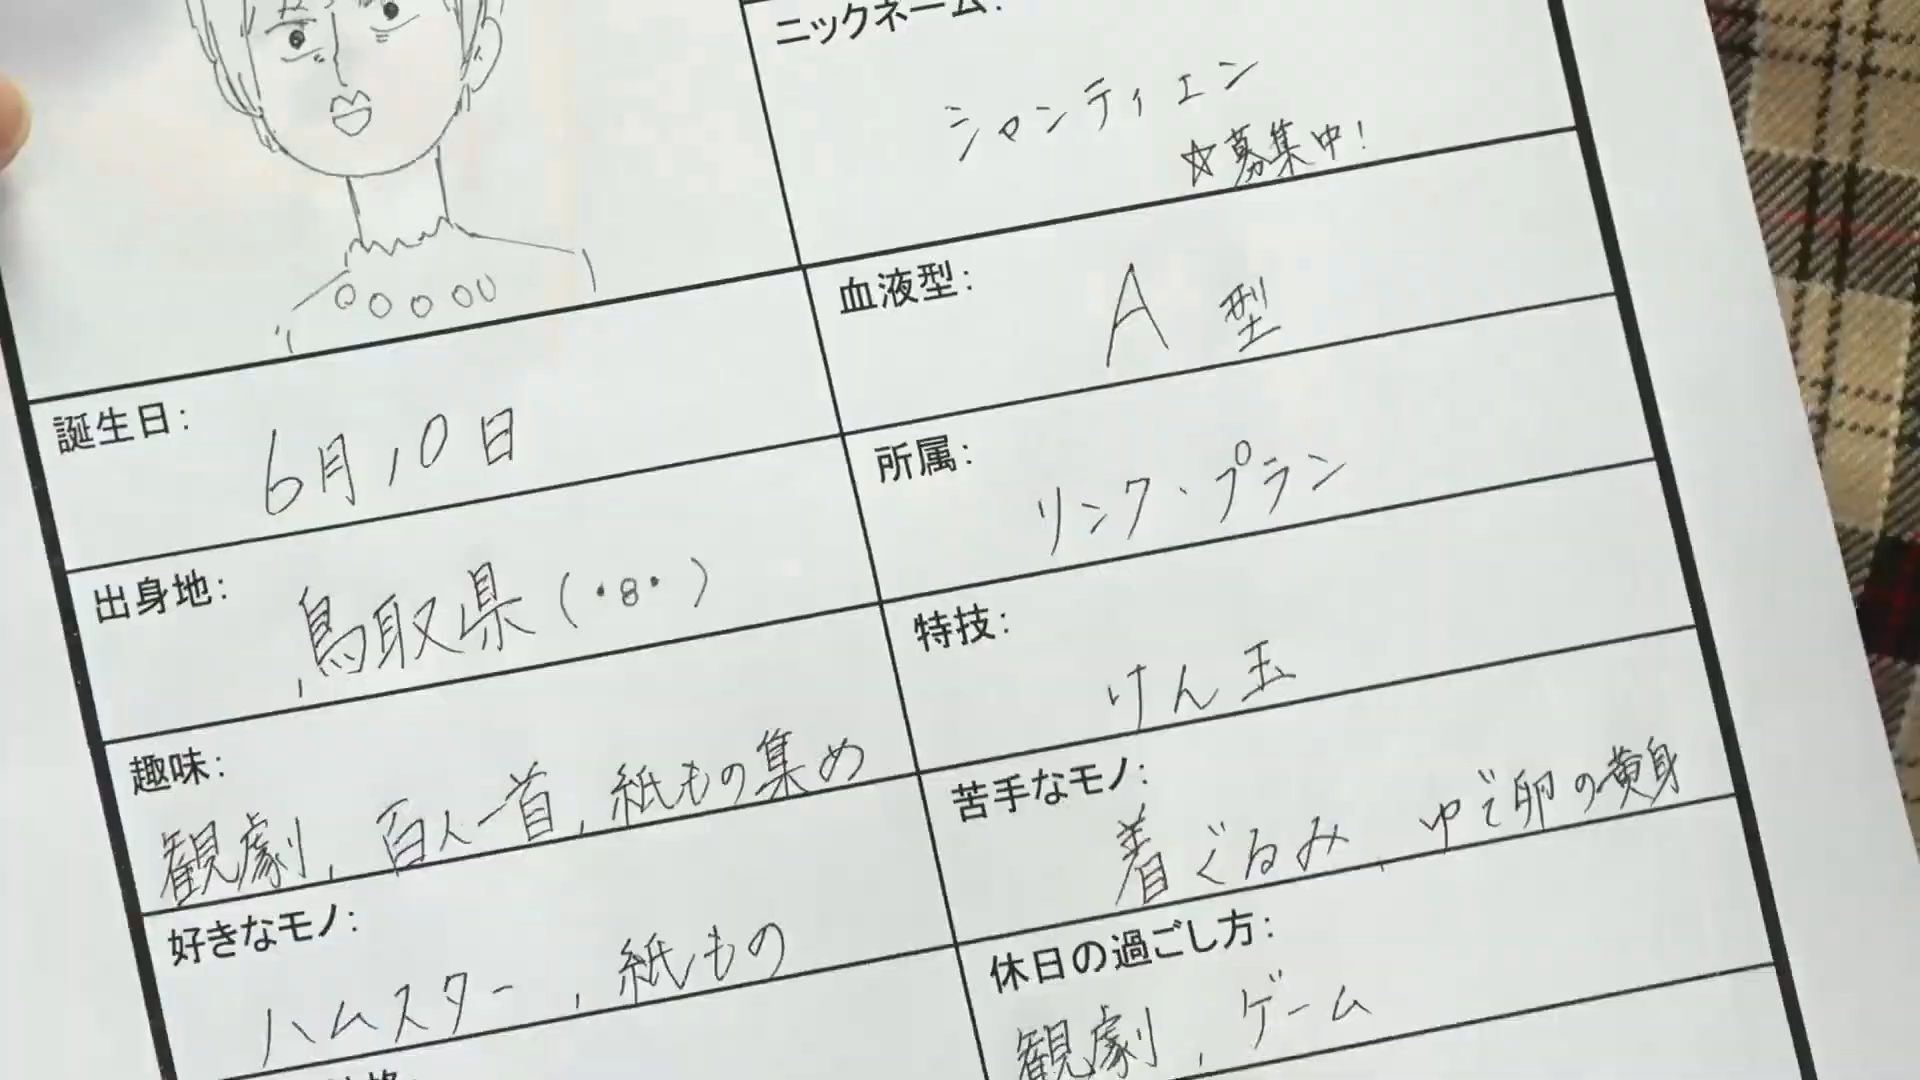 ニックネーム:
シャンティエン
☆募集中!
血液型:
A型
誕生日:
6月10日
所属:
リンク・プラン
出身地:
鳥取県(・8・)
特技:
けん玉
趣味:
観劇、百人一首、紙もの集め
苦手なモノ:
着ぐるみ、ゆで卵の黄身
好きなモノ:
ハムスター、紙もの
休日の過ごし方:
観劇、ゲーム